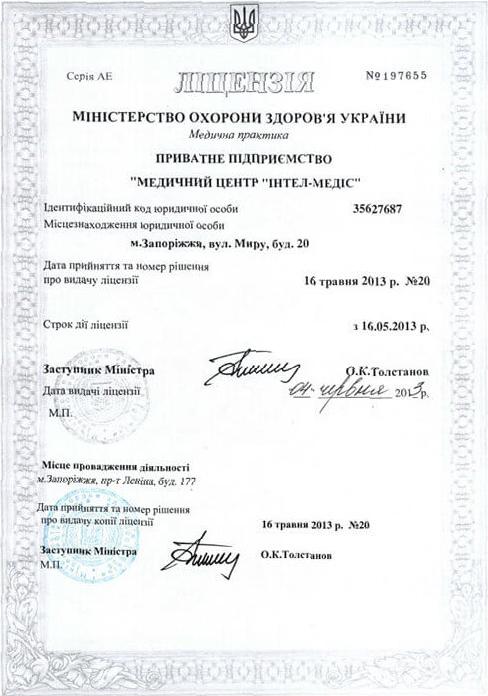 Серія АЕ
ЛІЦЕНЗІЯ
№197655
МІНІСТЕРСТВО ОХОРОНИ ЗДОРОВ'Я УКРАЇНИ
Медична практика
ПРИВАТНЕ ПІДПРИЄМСТВО
"МЕДИЧНИЙ ЦЕНТР "ІНТЕЛ-МЕДІС"
Ідентифікаційний код юридичної особи 35627687
Місцезнаходження юридичної особи
м.Запоріжжя, вул. Миру, буд. 20
Дата прийняття та номер рішення
про видачу ліцензії 16 травня 2013 р. №20
Строк дії ліцензії з 16.05.2013 р.
Заступник Міністра О.К.Толстанов
Дата видачі ліцензії 04 червня 2013р.
М.П.
Місце провадження діяльності
м.Запоріжжя, пр-т Леніна, буд. 177
Дата прийняття та номер рішення
про видачу копії ліцензії 16 травня 2013 р. №20
Заступник Міністра О.К.Толстанов
М.П.